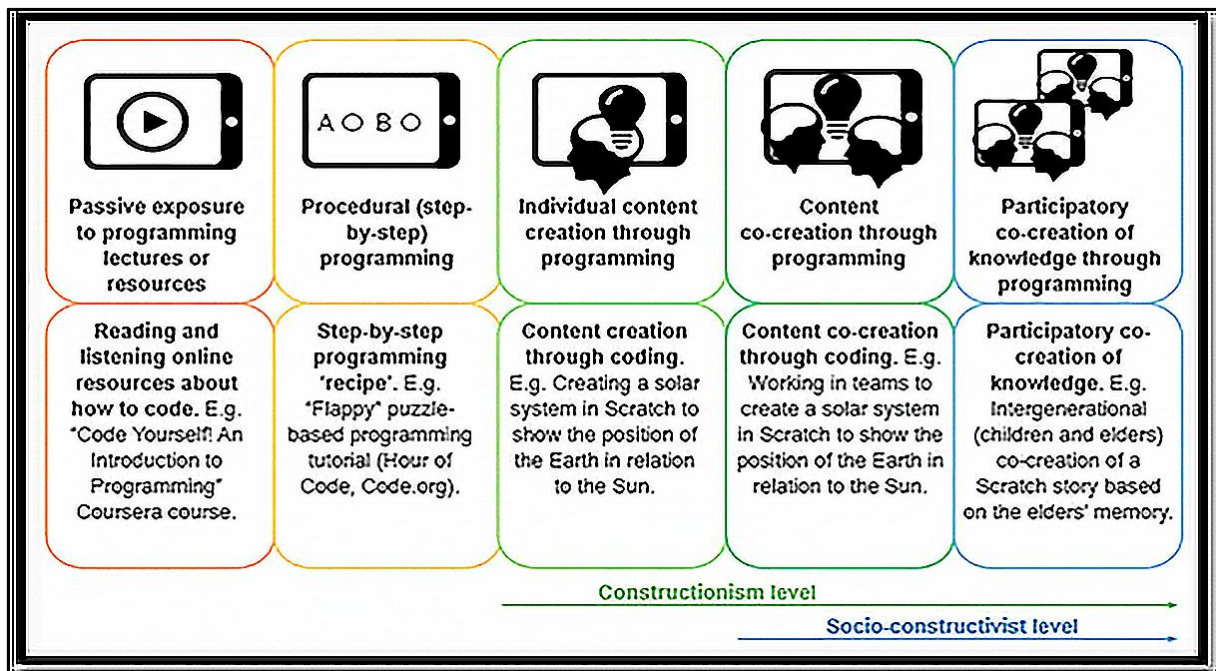 A O B O
Passive exposure
to programming
lectures or
resources
Procedural (step-
by-step)
programming
Individual content
creation through
programming
Content
co-creation through
programming
Participatory
co-creation of
knowledge through
programming
Reading and
listening online
resources about
how to code. E.g.
"Code Yourself! An
Introduction to
Programming"
Coursera course.
Step-by-step
programming
'recipe'. E.g.
"Flappy" puzzle-
based programming
tutorial (Hour of
Code, Code.org).
Content creation
through coding.
E.g. Creating a solar
system in Scratch to
show the position of
the Earth in relation
to the Sun.
Content co-creation
through coding. E.g.
Working in teams to
create a solar system
in Scratch to show the
position of the Earth in
relation to the Sun.
Participatory co-
creation of
knowledge. E.g.
Intergenerational
(children and elders)
co-creation of a
Scratch story based
on the elders' memory.
Constructionism level
Socio-constructivist level